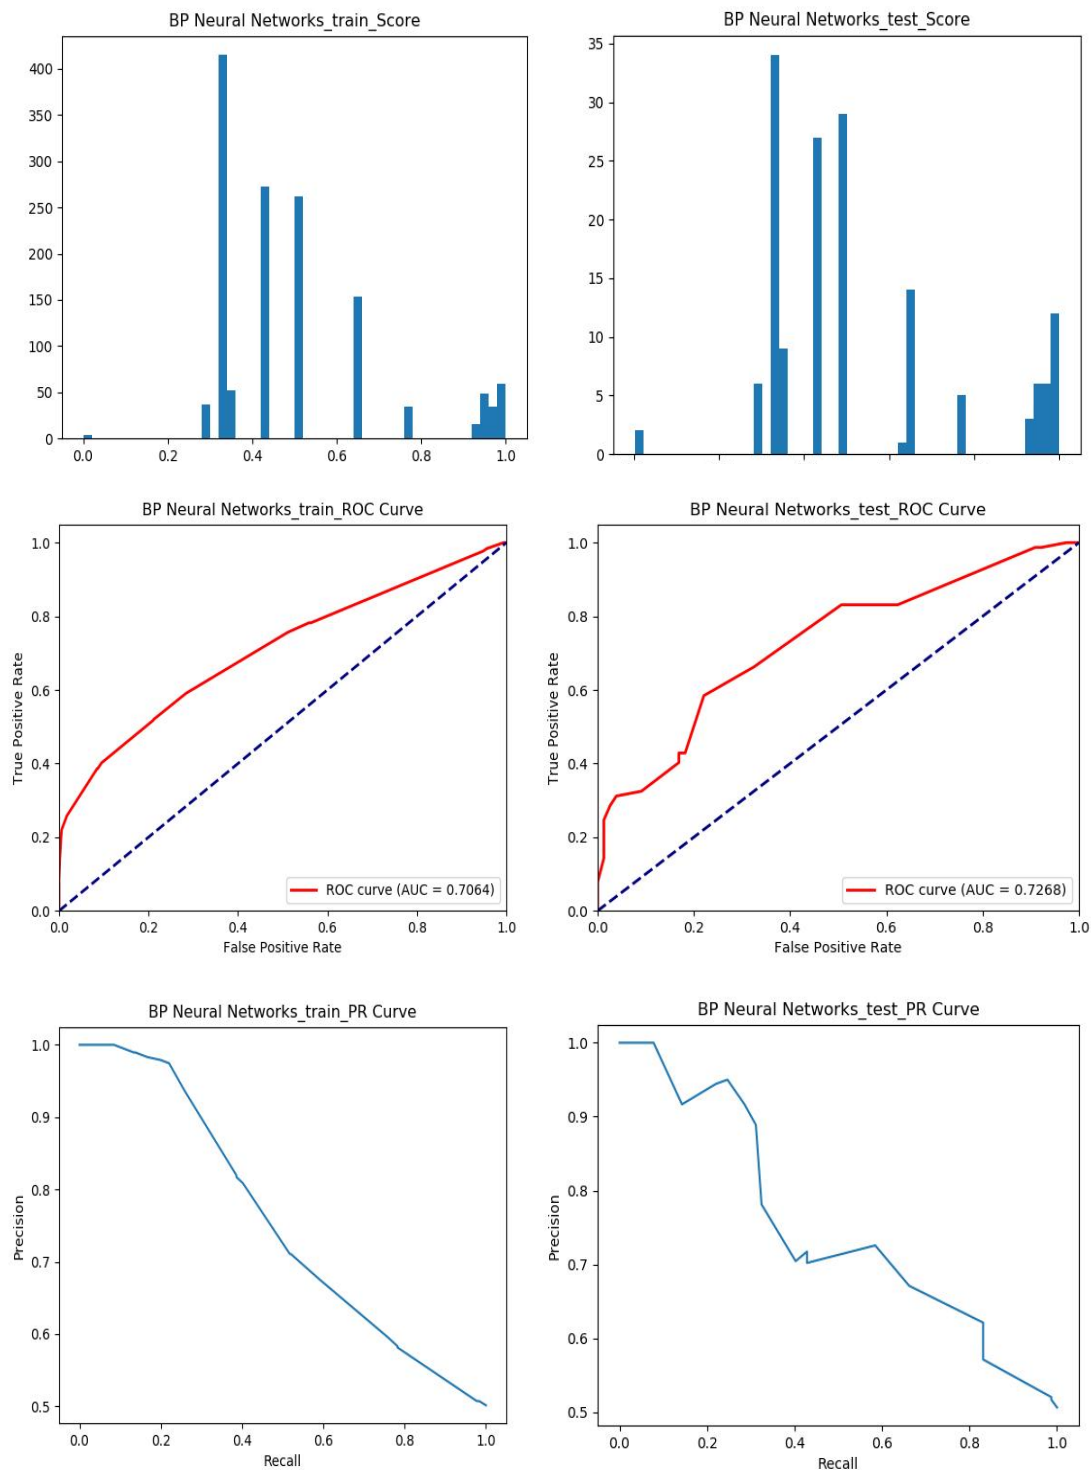 BP Neural Networks_train_Score
400
350
300
250
200
150
100
50
0
0.0 0.2 0.4 0.6 0.8 1.0
BP Neural Networks_test_Score
35
30
25
20
15
10
5
0
BP Neural Networks_train_ROC Curve
True Positive Rate
1.0
0.8
0.6
0.4
0.2
0.0
ROC curve (AUC = 0.7064)
0.0 0.2 0.4 0.6 0.8 1.0
False Positive Rate
BP Neural Networks_test_ROC Curve
True Positive Rate
1.0
0.8
0.6
0.4
0.2
0.0
ROC curve (AUC = 0.7268)
0.0 0.2 0.4 0.6 0.8 1.0
False Positive Rate
BP Neural Networks_train_PR Curve
Precision
1.0
0.9
0.8
0.7
0.6
0.5
0.0 0.2 0.4 0.6 0.8 1.0
Recall
BP Neural Networks_test_PR Curve
Precision
1.0
0.9
0.8
0.7
0.6
0.5
0.0 0.2 0.4 0.6 0.8 1.0
Recall